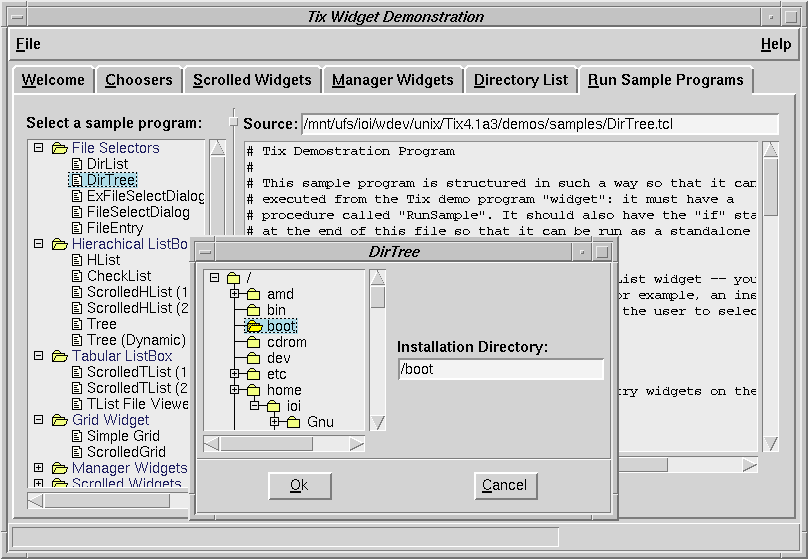 Tix Widget Demonstration
File Help
Welcome Choosers Scrolled Widgets Manager Widgets Directory List Run Sample Programs
Select a sample program:
File Selectors
DirList
DirTree
ExFileSelectDialog
FileSelectDialog
FileEntry
Hierachical ListBo
HList
CheckList
ScrolledHList (1
ScrolledHList (2
Tree
Tree (Dynamic)
Tabular ListBox
ScrolledTList (1
ScrolledTList (2
TList File Viewe
Grid Widget
Simple Grid
ScrolledGrid
Manager Widgets
Scrolled Widgets
Source: /mnt/ufs/ioi/wdev/unix/Tix4.1a3/demos/samples/DirTree.tcl
# Tix Demostration Program
#
# This sample program is structured in such a way so that it can
# executed from the Tix demo program "widget": it must have a
# procedure called "RunSample". It should also have the "if" sta
# at the end of this file so that it can be run as a standalone
List widget -- you
or example, an ins
the user to selec
ry widgets on the
DirTree
/
amd
bin
boot
cdrom
dev
etc
home
ioi
Gnu
Installation Directory:
/boot
Ok Cancel